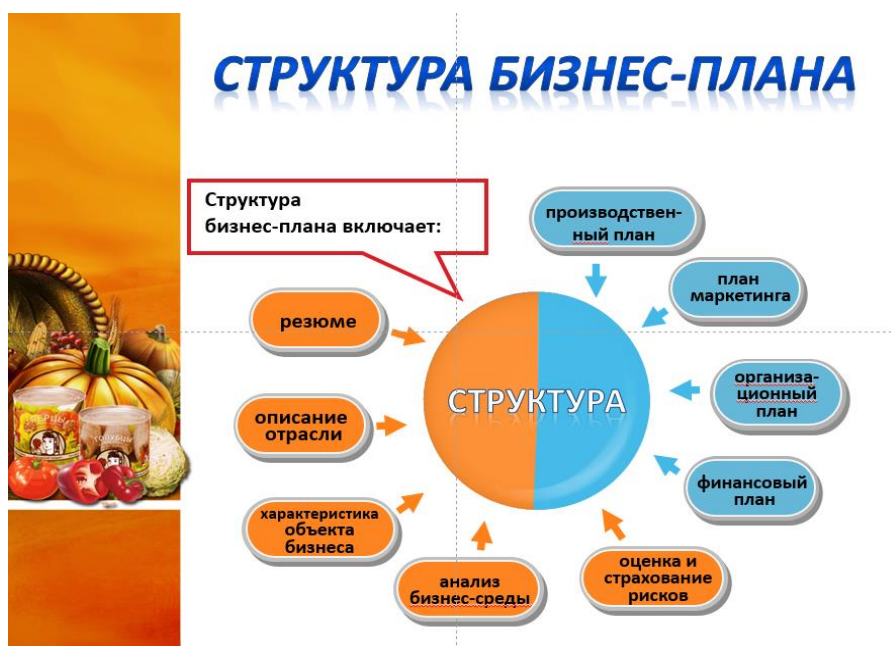 СТРУКТУРА БИЗНЕС-ПЛАНА
Структура
бизнес-плана включает:
производствен-
ный план
план
маркетинга
резюме
СТРУКТУРА
организа-
ционный
план
описание
отрасли
финансовый
план
характеристика
объекта
бизнеса
анализ
бизнес-среды
оценка и
страхование
рисков